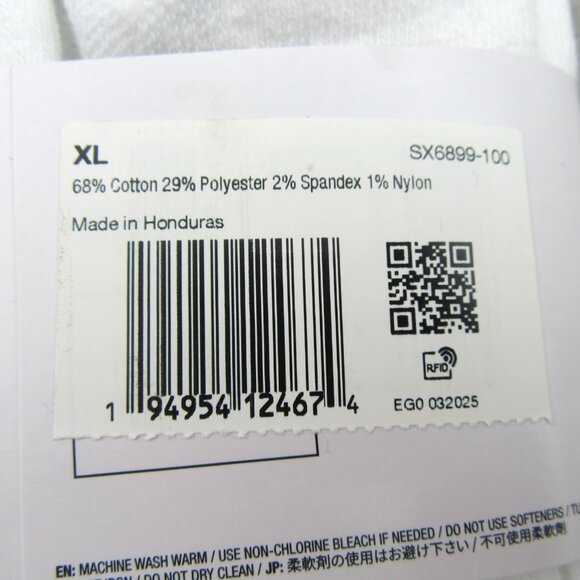 XL
SX6899-100
68% Cotton 29% Polyester 2% Spandex 1% Nylon
Made in Honduras
RFID
1 94954 12467 4
EG0 032025
EN: MACHINE WASH WARM / USE NON-CHLORINE BLEACH IF NEEDED / DO NOT USE SOFTENERS /
/ DO NOT DRY CLEAN / JP: 柔軟剤の使用はお避け下さい / 不可使用柔軟劑